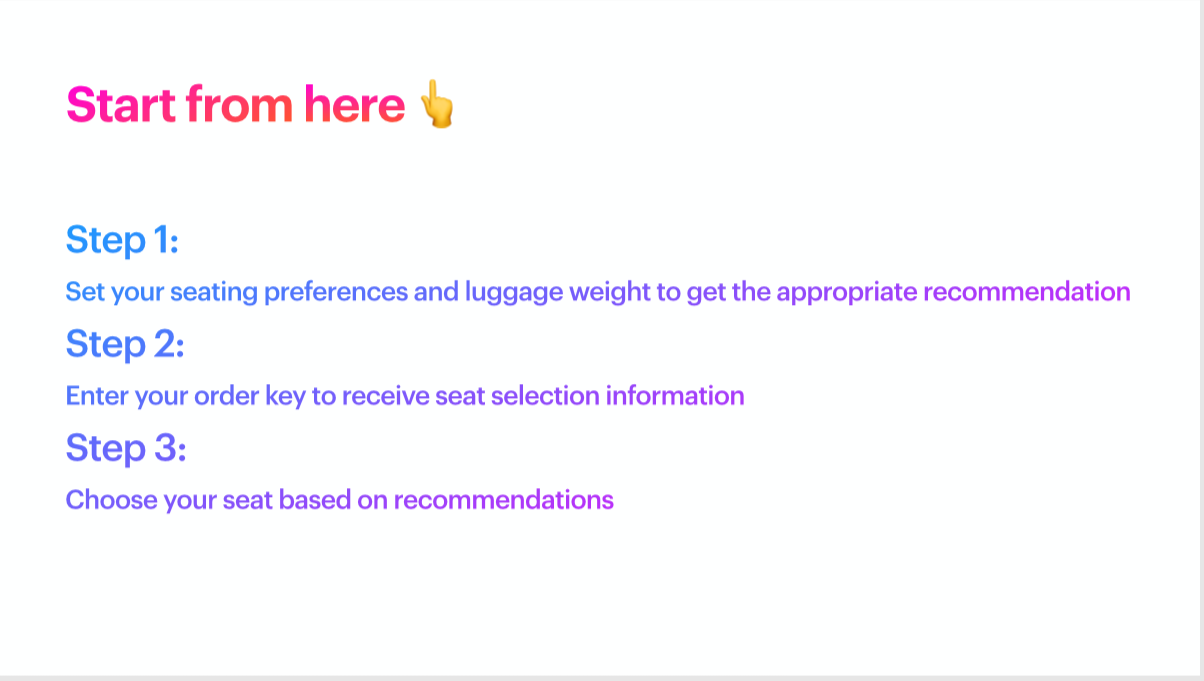 Start from here 👆
Step 1:
Set your seating preferences and luggage weight to get the appropriate recommendation
Step 2:
Enter your order key to receive seat selection information
Step 3:
Choose your seat based on recommendations